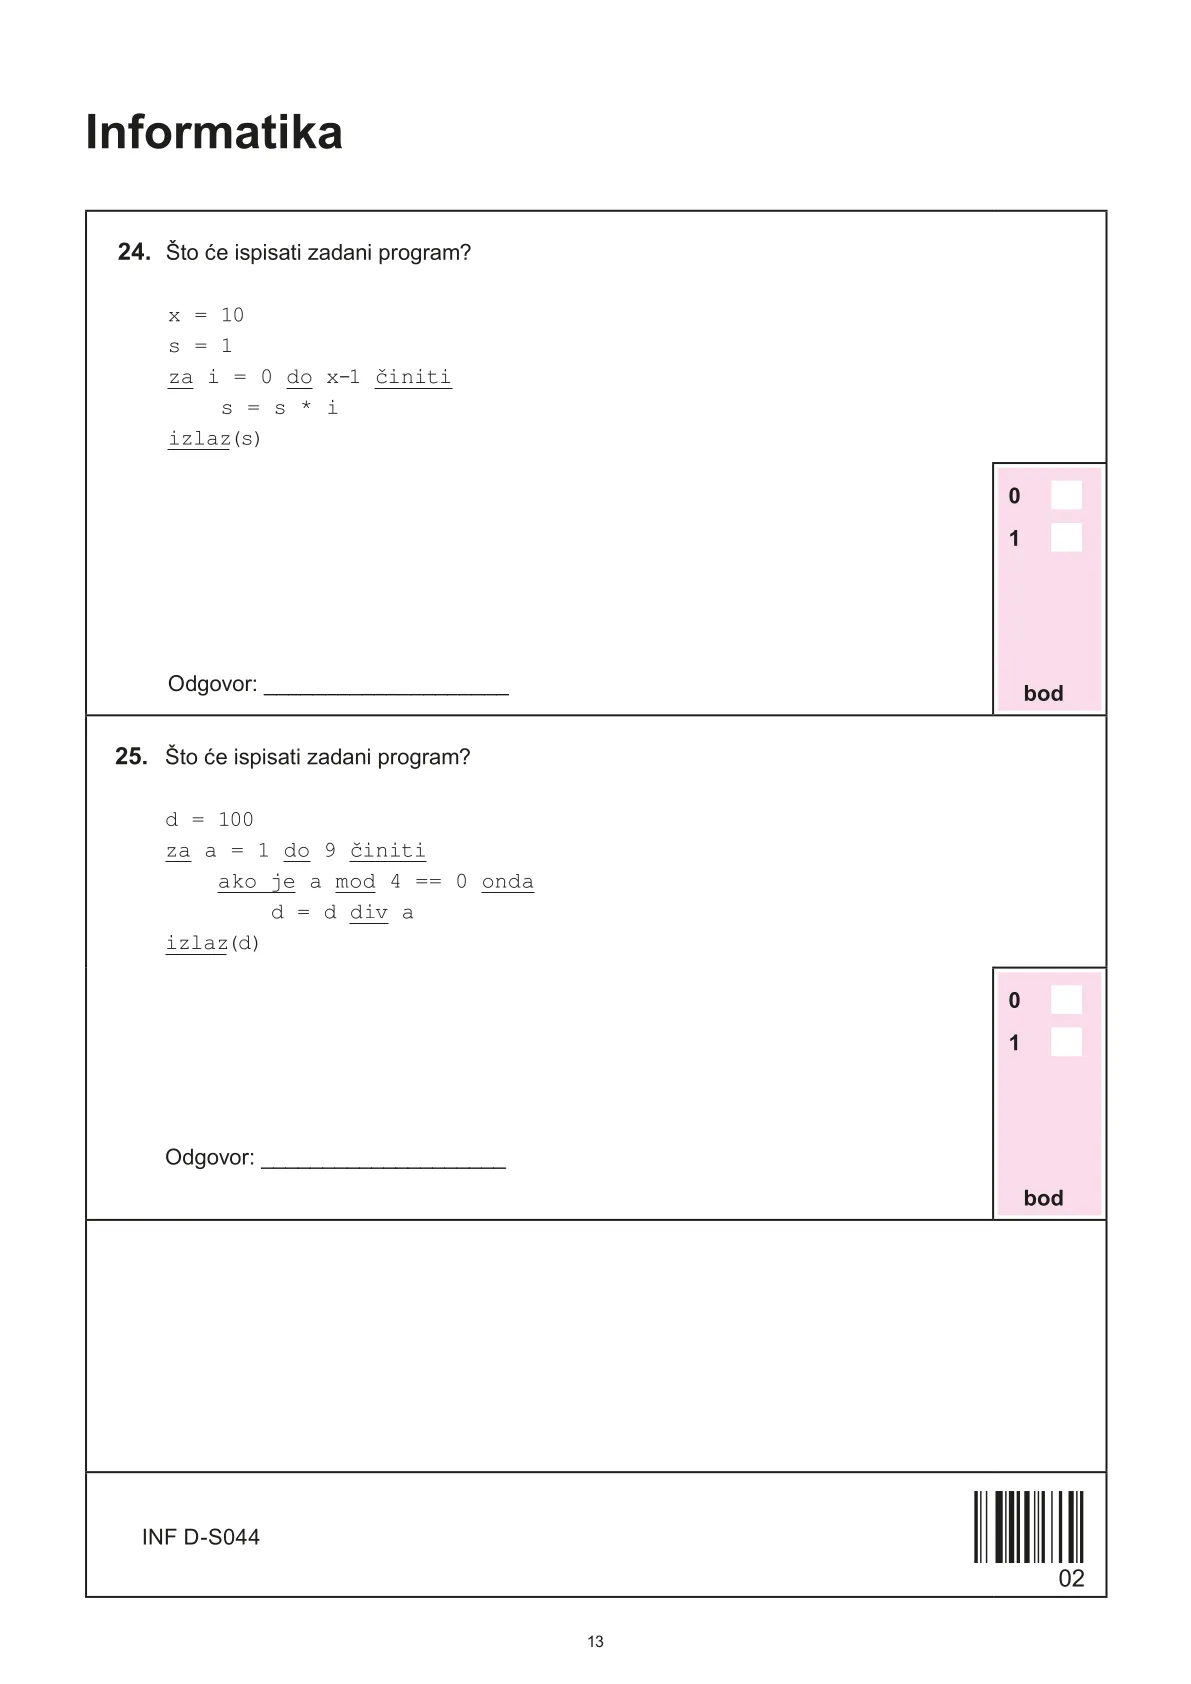 Informatika
24. Što će ispisati zadani program?
x = 10
s = 1
za i = 0 do x-1 činiti
s = s * i
izlaz(s)
0
1
Odgovor: ____________________
bod
25. Što će ispisati zadani program?
d = 100
za a = 1 do 9 činiti
ako je a mod 4 == 0 onda
d = d div a
izlaz(d)
0
1
Odgovor: ____________________
bod
INF D-S044
02
13